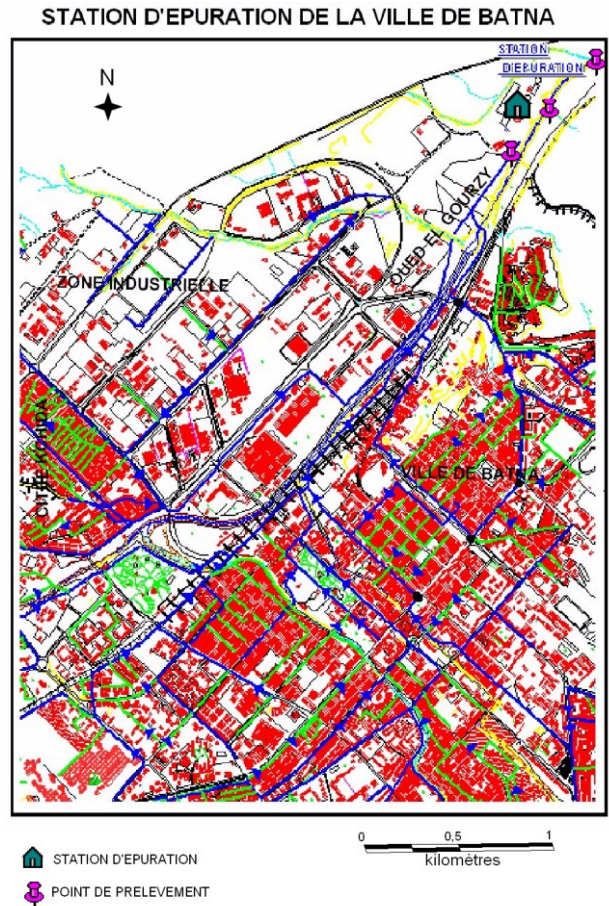 STATION D'EPURATION DE LA VILLE DE BATNA
N
STATION
D'EPURATION
OUED EL GOURZY
ZONE INDUSTRIELLE
VILLE DE BATNA
0 0,5 1
kilomètres
STATION D'EPURATION
POINT DE PRELEVEMENT